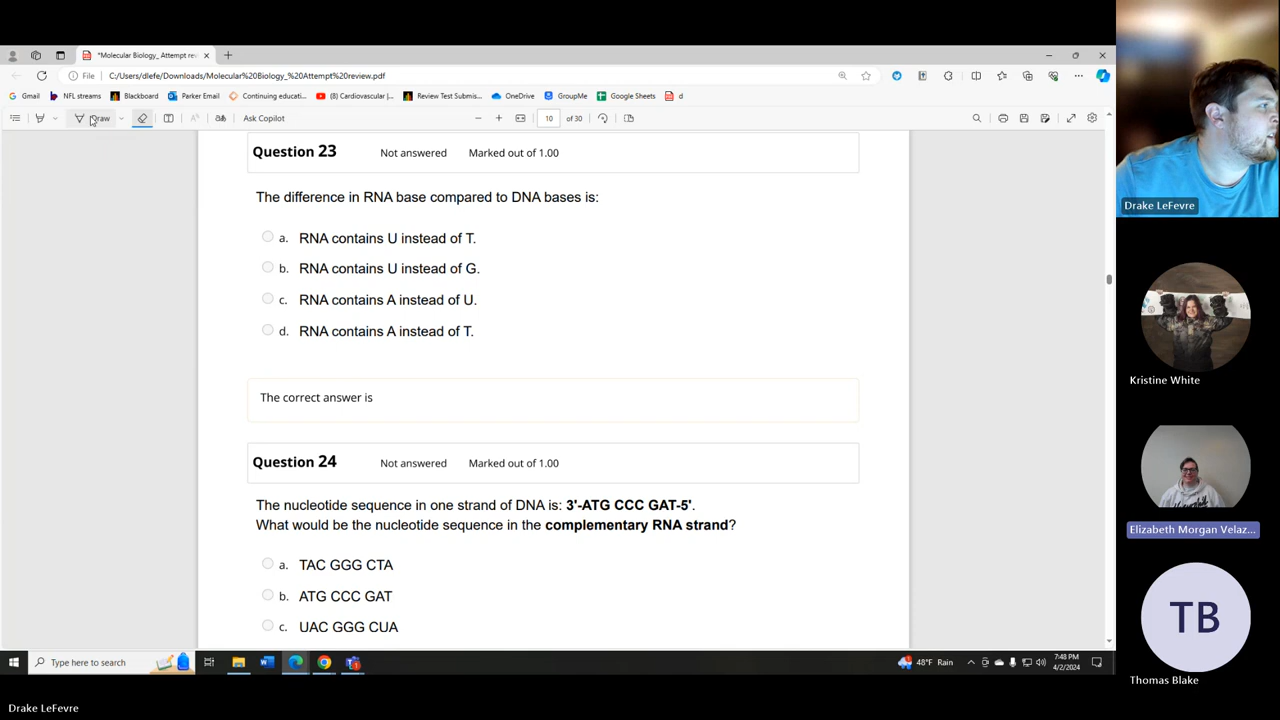 *Molecular Biology_ Attempt rev
File
C:/Users/dlefe/Downloads/Molecular%20Biology_%20Attempt%20review.pdf
Gmail
NFL streams
Blackboard
Parker Email
Continuing educati...
(8) Cardiovascular |...
Review Test Submis...
OneDrive
GroupMe
Google Sheets
d
Draw
Ask Copilot
10
of 30
Question 23 Not answered Marked out of 1.00
The difference in RNA base compared to DNA bases is:
a. RNA contains U instead of T.
b. RNA contains U instead of G.
c. RNA contains A instead of U.
d. RNA contains A instead of T.
The correct answer is
Question 24 Not answered Marked out of 1.00
The nucleotide sequence in one strand of DNA is: 3'-ATG CCC GAT-5'.
What would be the nucleotide sequence in the complementary RNA strand?
a. TAC GGG CTA
b. ATG CCC GAT
c. UAC GGG CUA
Type here to search
48°F Rain
7:48 PM
4/2/2024
Drake LeFevre
Kristine White
Elizabeth Morgan Velaz...
TB
Thomas Blake
Drake LeFevre